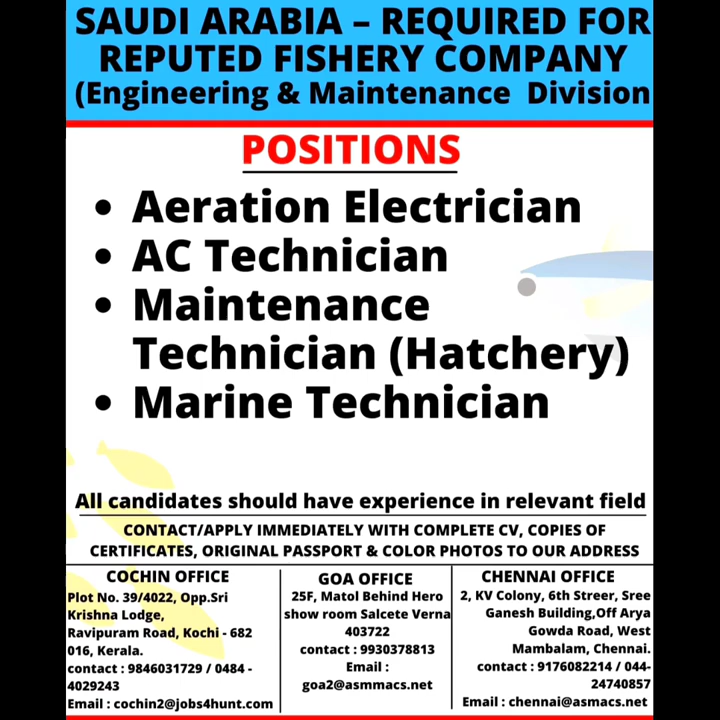 SAUDI ARABIA – REQUIRED FOR
REPUTED FISHERY COMPANY
(Engineering & Maintenance Division
POSITIONS
• Aeration Electrician
• AC Technician
• Maintenance
Technician (Hatchery)
• Marine Technician
All candidates should have experience in relevant field
CONTACT/APPLY IMMEDIATELY WITH COMPLETE CV, COPIES OF
CERTIFICATES, ORIGINAL PASSPORT & COLOR PHOTOS TO OUR ADDRESS
COCHIN OFFICE
Plot No. 39/4022, Opp.Sri
Krishna Lodge,
Ravipuram Road, Kochi - 682
016, Kerala.
contact : 9846031729 / 0484 -
4029243
Email : cochin2@jobs4hunt.com
GOA OFFICE
25F, Matol Behind Hero
show room Salcete Verna
403722
contact : 9930378813
Email :
goa2@asmmacs.net
CHENNAI OFFICE
2, KV Colony, 6th Streer, Sree
Ganesh Building,Off Arya
Gowda Road, West
Mambalam, Chennai.
contact : 9176082214 / 044-
24740857
Email : chennai@asmacs.net